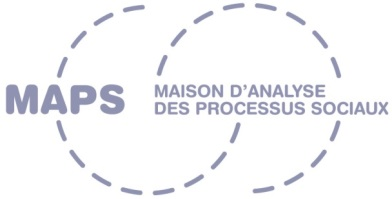 MAPS
MAISON D'ANALYSE
DES PROCESSUS SOCIAUX